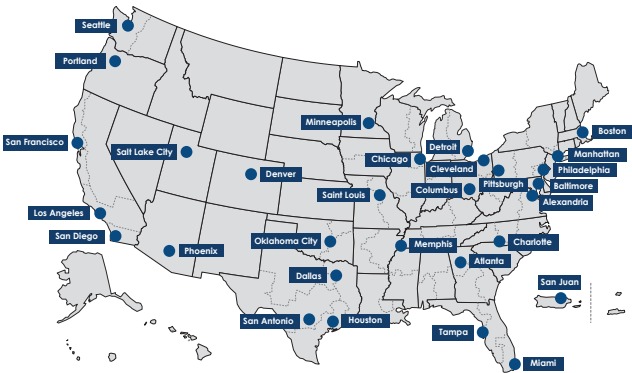 Seattle
Portland
Minneapolis
Boston
San Francisco
Detroit
Salt Lake City
Chicago
Manhattan
Cleveland
Philadelphia
Denver
Pittsburgh
Baltimore
Saint Louis
Columbus
Alexandria
Los Angeles
San Diego
Oklahoma City
Memphis
Charlotte
Phoenix
Atlanta
Dallas
San Juan
San Antonio
Houston
Tampa
Miami